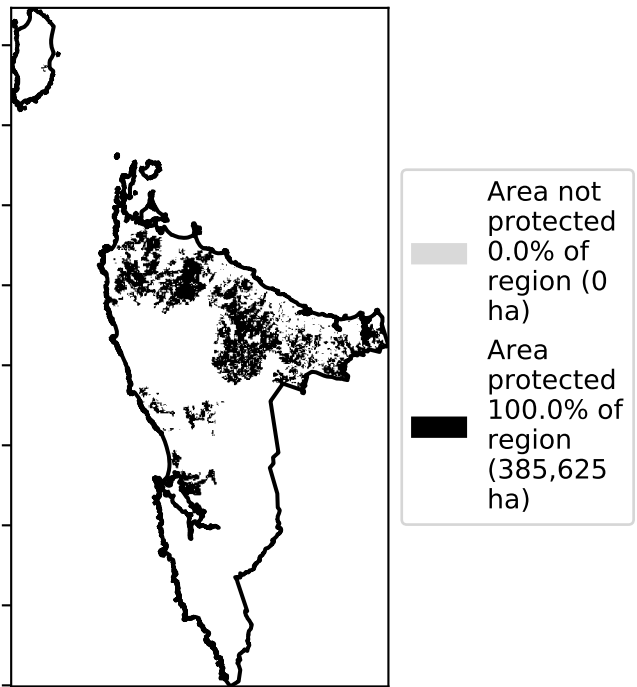 Area not
protected
0.0% of
region (0
ha)
Area
protected
100.0% of
region
(385,625
ha)